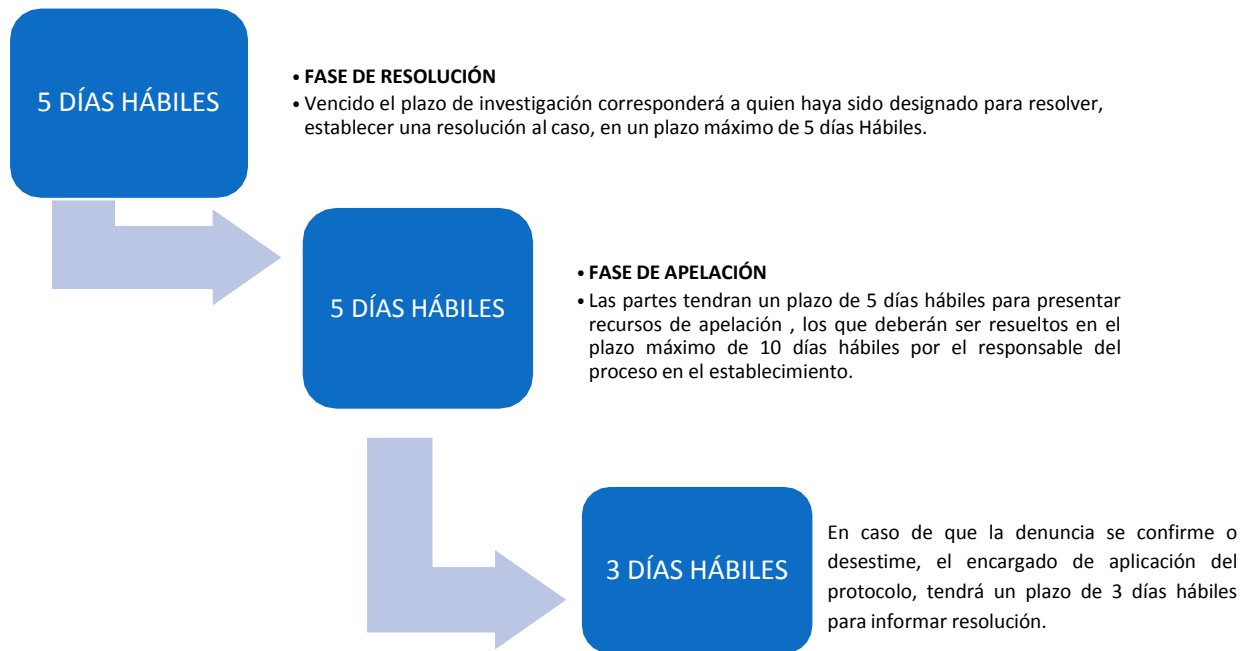 5 DÍAS HÁBILES
• FASE DE RESOLUCIÓN
• Vencido el plazo de investigación corresponderá a quien haya sido designado para resolver,
establecer una resolución al caso, en un plazo máximo de 5 días Hábiles.
5 DÍAS HÁBILES
• FASE DE APELACIÓN
• Las partes tendran un plazo de 5 días hábiles para presentar
recursos de apelación , los que deberán ser resueltos en el
plazo máximo de 10 días hábiles por el responsable del
proceso en el establecimiento.
3 DÍAS HÁBILES
En caso de que la denuncia se confirme o
desestime, el encargado de aplicación del
protocolo, tendrá un plazo de 3 días hábiles
para informar resolución.